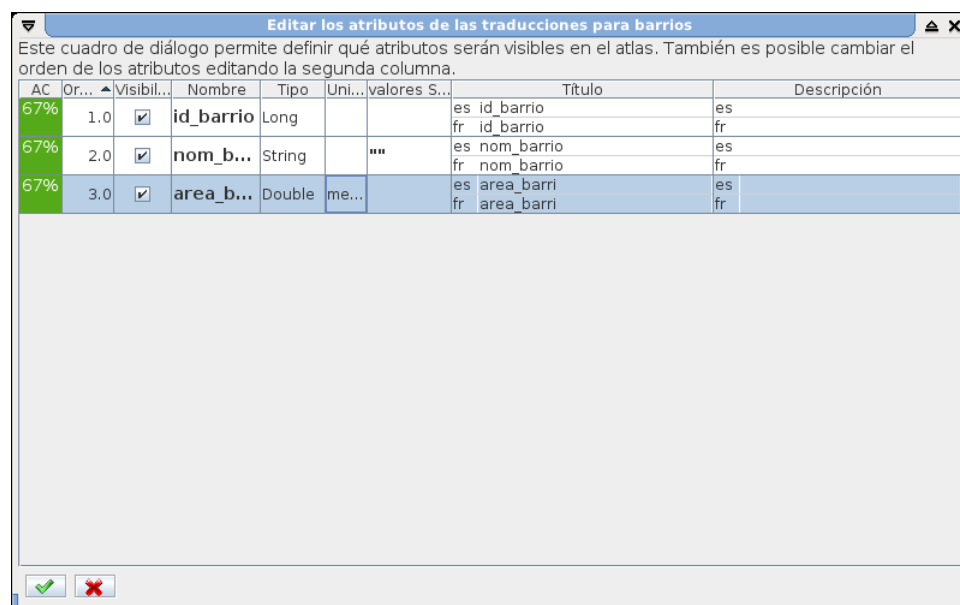 Editar los atributos de las traducciones para barrios
Este cuadro de diálogo permite definir qué atributos serán visibles en el atlas. También es posible cambiar el
orden de los atributos editando la segunda columna.
AC Or... Visibil... Nombre Tipo Uni... valores S... Título Descripción
67% 1.0 id_barrio Long es id_barrio es
fr id_barrio fr
67% 2.0 nom_b... String "" es nom_barrio es
fr nom_barrio fr
67% 3.0 area_b... Double me... es area_barri es
fr area_barri fr